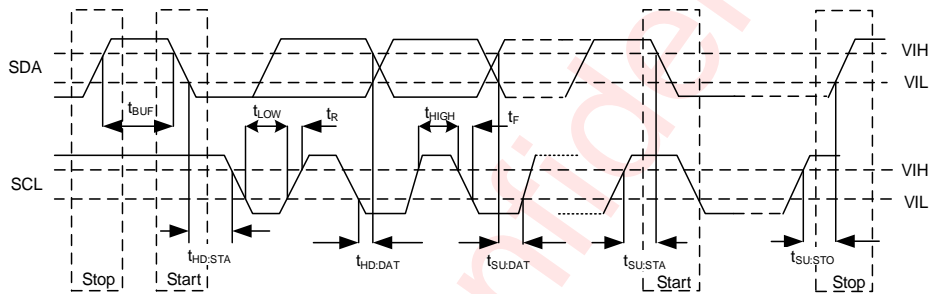 SDA
VIH
VIL
tBUF
tLOW
tR
tHIGH
tF
SCL
VIH
VIL
tHD:STA
tHD:DAT
tSU:DAT
tSU:STA
tSU:STO
Stop
Start
Start
Stop